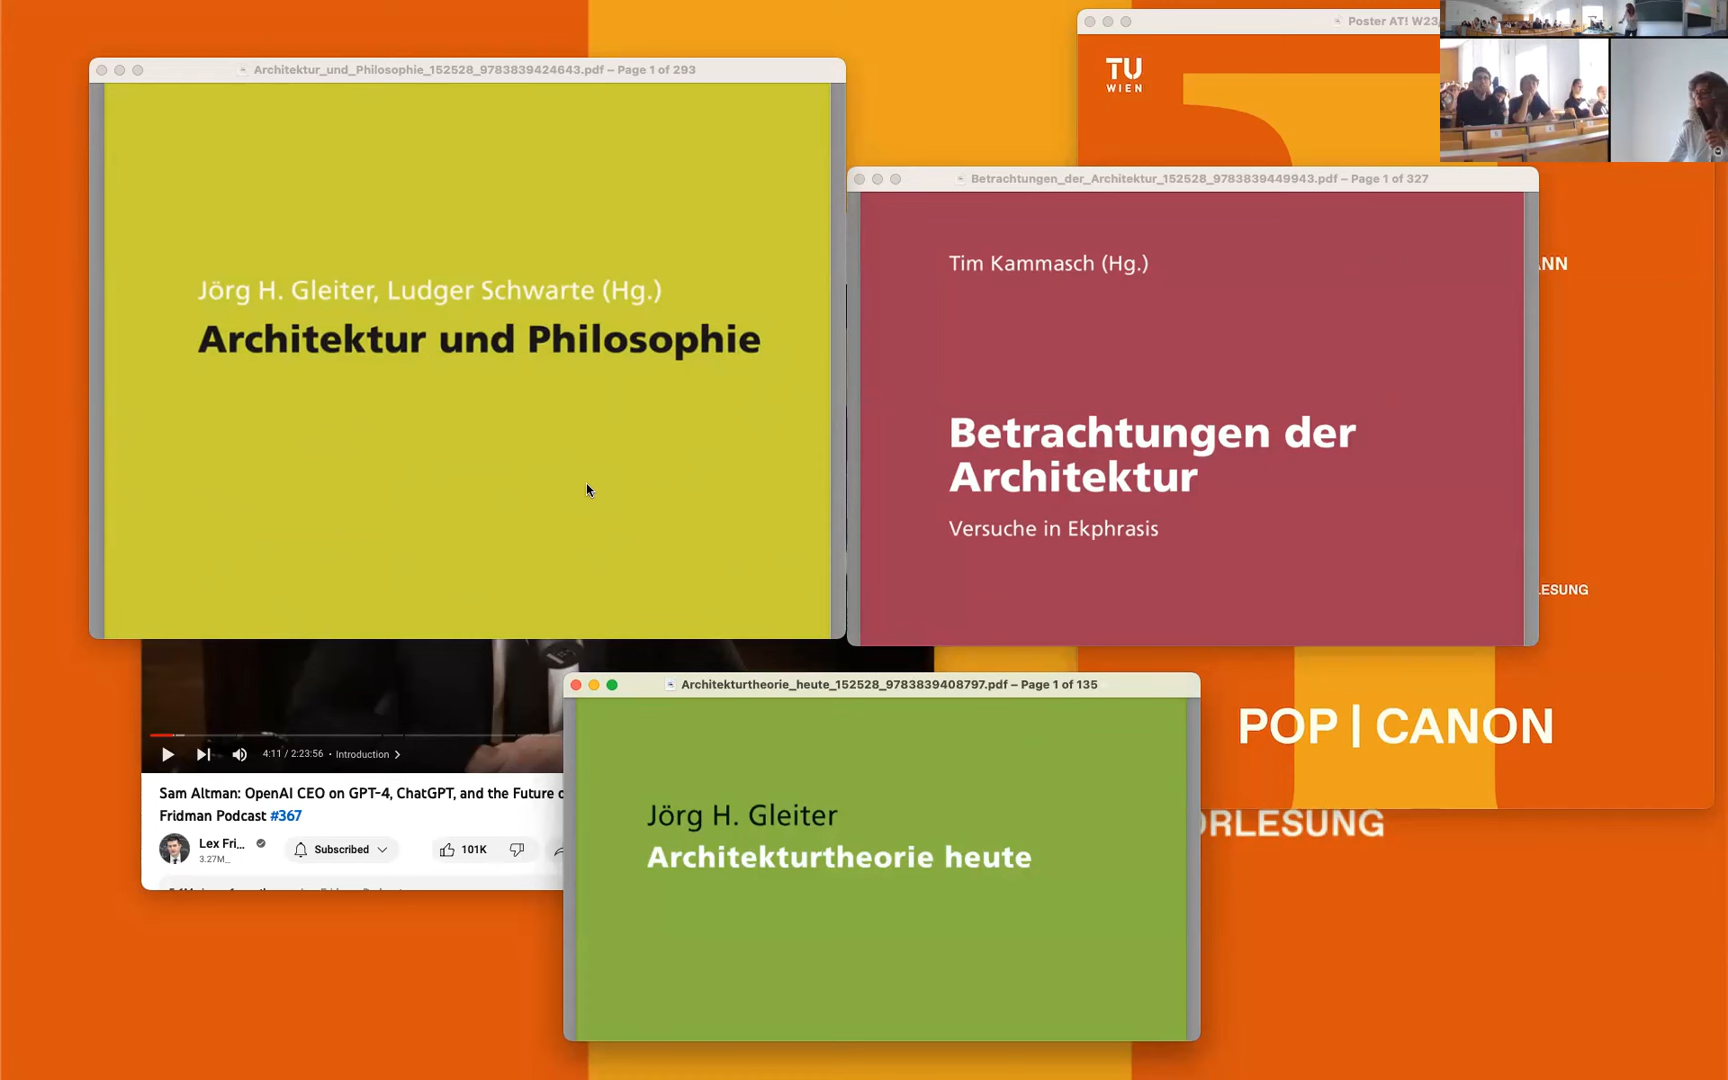 Architektur_und_Philosophie_152528_9783839424643.pdf – Page 1 of 293
Jörg H. Gleiter, Ludger Schwarte (Hg.)
Architektur und Philosophie
Poster AT! W23
TU
WIEN
Betrachtungen_der_Architektur_152528_9783839449943.pdf – Page 1 of 327
Tim Kammasch (Hg.)
Betrachtungen der
Architektur
Versuche in Ekphrasis
ANN
LESUNG
POP | CANON
ORLESUNG
4:11 / 2:23:56 • Introduction
Sam Altman: OpenAI CEO on GPT-4, ChatGPT, and the Future
Fridman Podcast #367
Lex Fri...
3.27M...
Subscribed
101K
Architekturtheorie_heute_152528_9783839408797.pdf – Page 1 of 135
Jörg H. Gleiter
Architekturtheorie heute